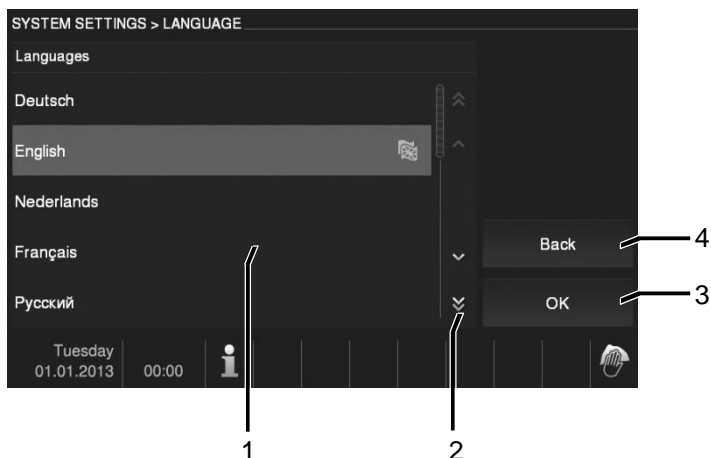 SYSTEM SETTINGS > LANGUAGE
Languages
Deutsch
English
Nederlands
Français
Русский
Back
OK
Tuesday
01.01.2013
00:00
1
2
3
4